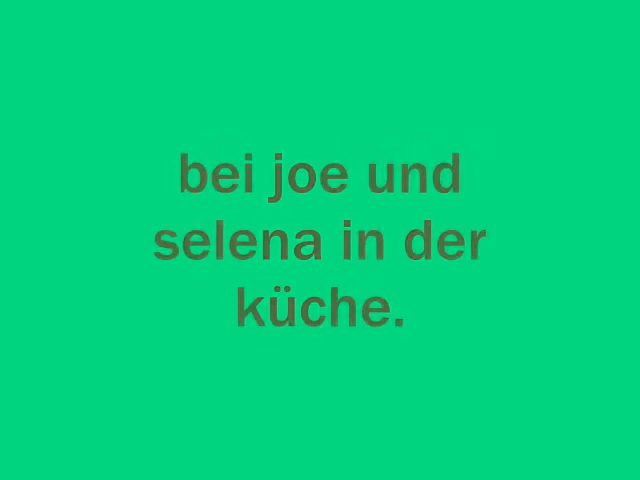 bei joe und
selena in der
küche.